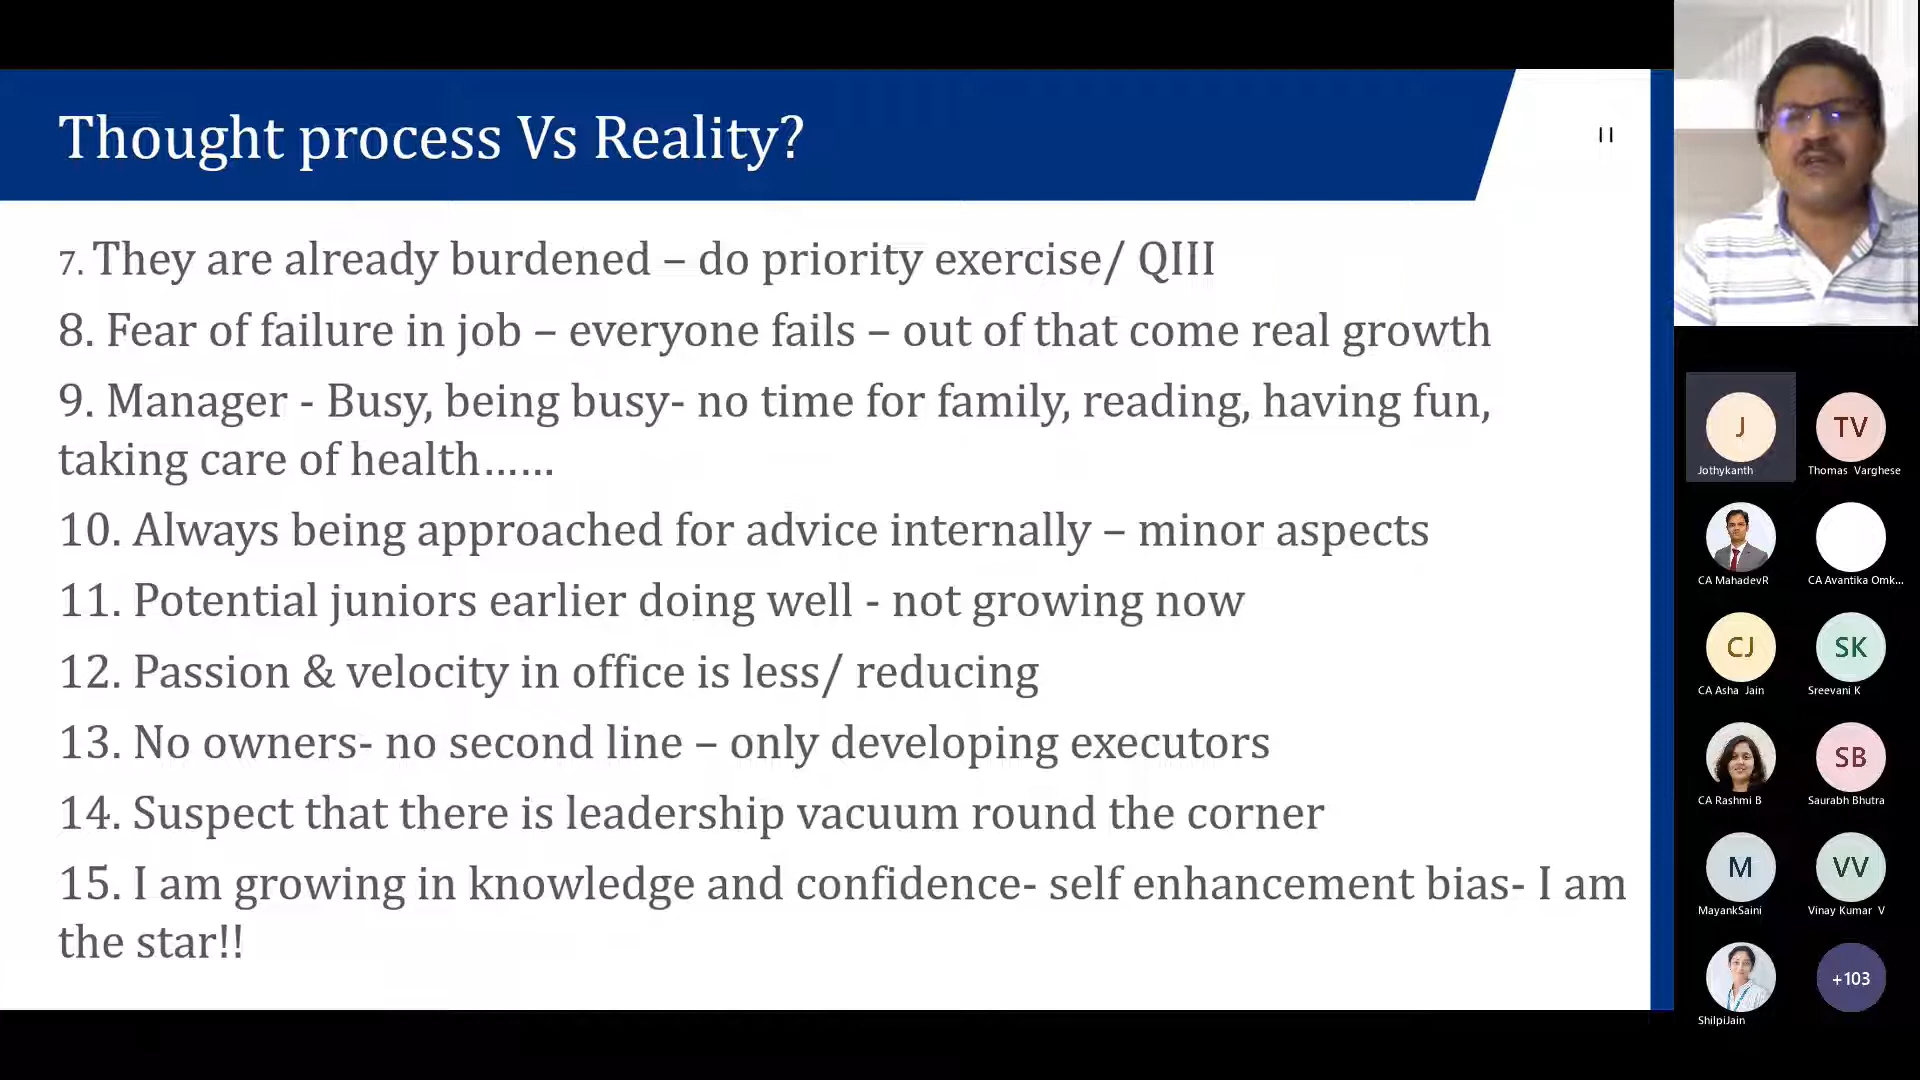 Thought process Vs Reality?
11
7. They are already burdened – do priority exercise/ QIII
8. Fear of failure in job – everyone fails – out of that come real growth
9. Manager - Busy, being busy- no time for family, reading, having fun,
taking care of health……
10. Always being approached for advice internally – minor aspects
11. Potential juniors earlier doing well - not growing now
12. Passion & velocity in office is less/ reducing
13. No owners- no second line – only developing executors
14. Suspect that there is leadership vacuum round the corner
15. I am growing in knowledge and confidence- self enhancement bias- I am
the star!!
J
TV
Jothykanth
Thomas Varghese
CA MahadevR
CA Avantika Omk...
CJ
SK
CA Asha Jain
Sreevani K
SB
CA Rashmi B
Saurabh Bhutra
M
VV
MayankSaini
Vinay Kumar V
+103
ShilpiJain